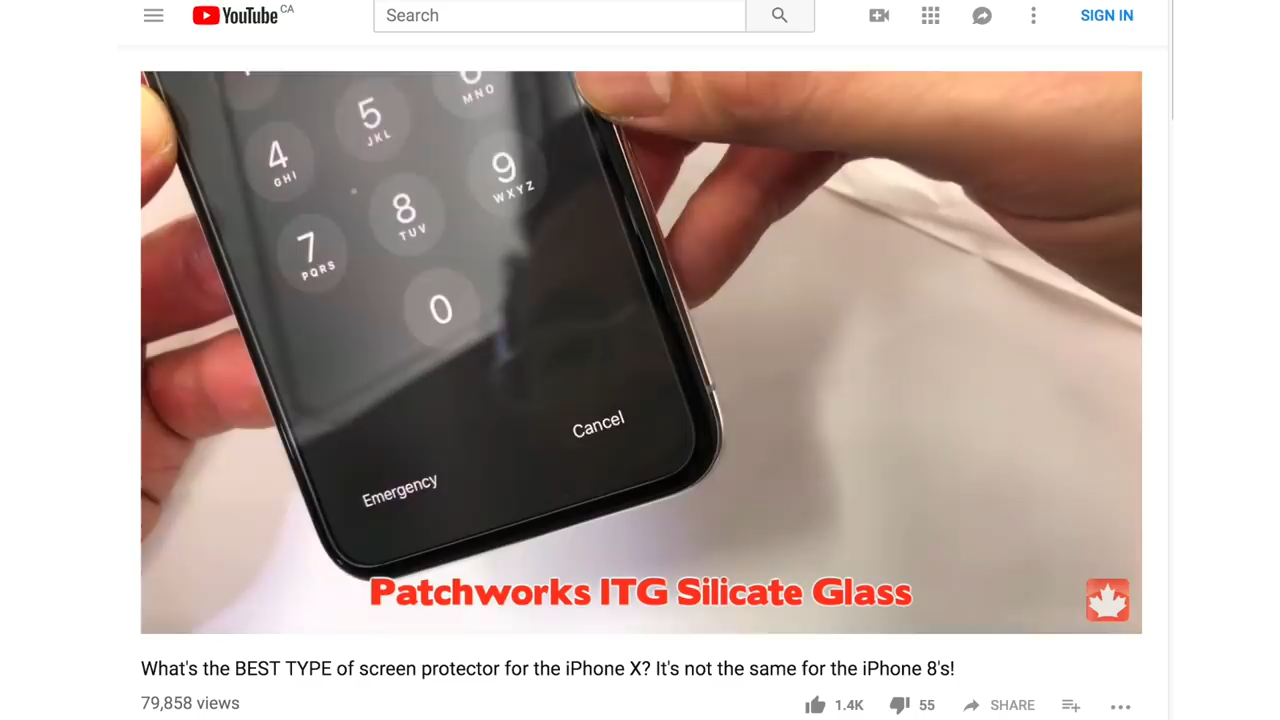 YouTube CA
Search
SIGN IN
5
JKL
MNO
4
GHI
9
WXYZ
8
TUV
7
PQRS
0
Cancel
Emergency
Patchworks ITG Silicate Glass
What's the BEST TYPE of screen protector for the iPhone X? It's not the same for the iPhone 8's!
79,858 views
1.4K
55
SHARE